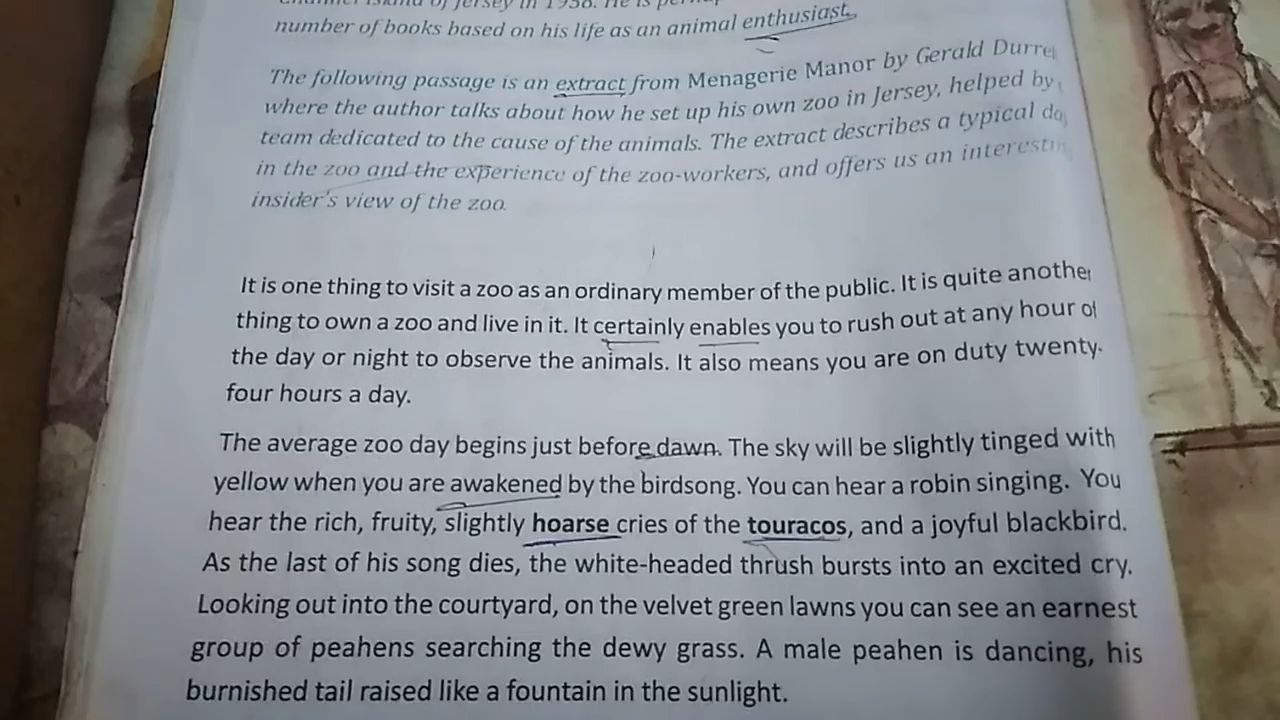 Island of Jersey in 1958. He is
number of books based on his life as an animal enthusiast.
The following passage is an extract from Menagerie Manor by Gerald Durre
where the author talks about how he set up his own zoo in Jersey, helped by
team dedicated to the cause of the animals. The extract describes a typical da
in the zoo and the experience of the zoo-workers, and offers us an interestin
insider's view of the zoo.
It is one thing to visit a zoo as an ordinary member of the public. It is quite another
thing to own a zoo and live in it. It certainly enables you to rush out at any hour of
the day or night to observe the animals. It also means you are on duty twenty-
four hours a day.
The average zoo day begins just before dawn. The sky will be slightly tinged with
yellow when you are awakened by the birdsong. You can hear a robin singing. You
hear the rich, fruity, slightly hoarse cries of the touracos, and a joyful blackbird.
As the last of his song dies, the white-headed thrush bursts into an excited cry.
Looking out into the courtyard, on the velvet green lawns you can see an earnest
group of peahens searching the dewy grass. A male peahen is dancing, his
burnished tail raised like a fountain in the sunlight.